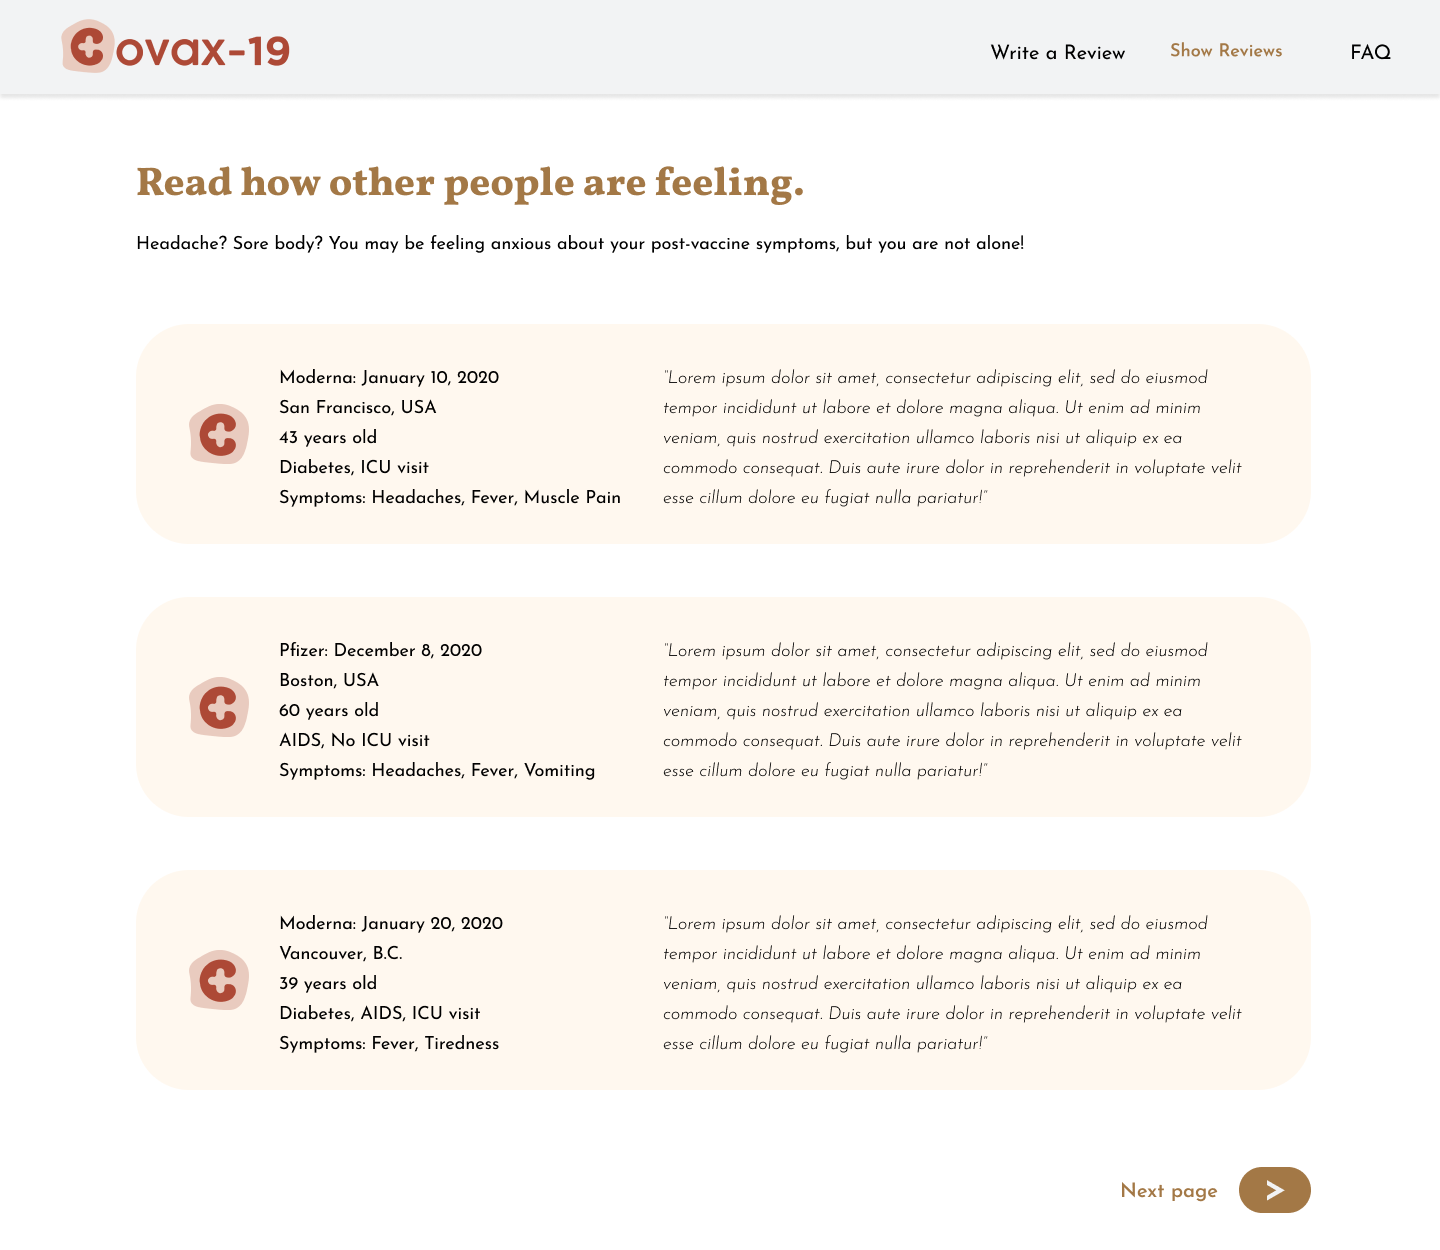 Covax-19
Write a Review
Show Reviews
FAQ
Read how other people are feeling.
Headache? Sore body? You may be feeling anxious about your post-vaccine symptoms, but you are not alone!
Moderna: January 10, 2020
San Francisco, USA
43 years old
Diabetes, ICU visit
Symptoms: Headaches, Fever, Muscle Pain
"Lorem ipsum dolor sit amet, consectetur adipiscing elit, sed do eiusmod
tempor incididunt ut labore et dolore magna aliqua. Ut enim ad minim
veniam, quis nostrud exercitation ullamco laboris nisi ut aliquip ex ea
commodo consequat. Duis aute irure dolor in reprehenderit in voluptate velit
esse cillum dolore eu fugiat nulla pariatur!"
Pfizer: December 8, 2020
Boston, USA
60 years old
AIDS, No ICU visit
Symptoms: Headaches, Fever, Vomiting
"Lorem ipsum dolor sit amet, consectetur adipiscing elit, sed do eiusmod
tempor incididunt ut labore et dolore magna aliqua. Ut enim ad minim
veniam, quis nostrud exercitation ullamco laboris nisi ut aliquip ex ea
commodo consequat. Duis aute irure dolor in reprehenderit in voluptate velit
esse cillum dolore eu fugiat nulla pariatur!"
Moderna: January 20, 2020
Vancouver, B.C.
39 years old
Diabetes, AIDS, ICU visit
Symptoms: Fever, Tiredness
"Lorem ipsum dolor sit amet, consectetur adipiscing elit, sed do eiusmod
tempor incididunt ut labore et dolore magna aliqua. Ut enim ad minim
veniam, quis nostrud exercitation ullamco laboris nisi ut aliquip ex ea
commodo consequat. Duis aute irure dolor in reprehenderit in voluptate velit
esse cillum dolore eu fugiat nulla pariatur!"
Next page >